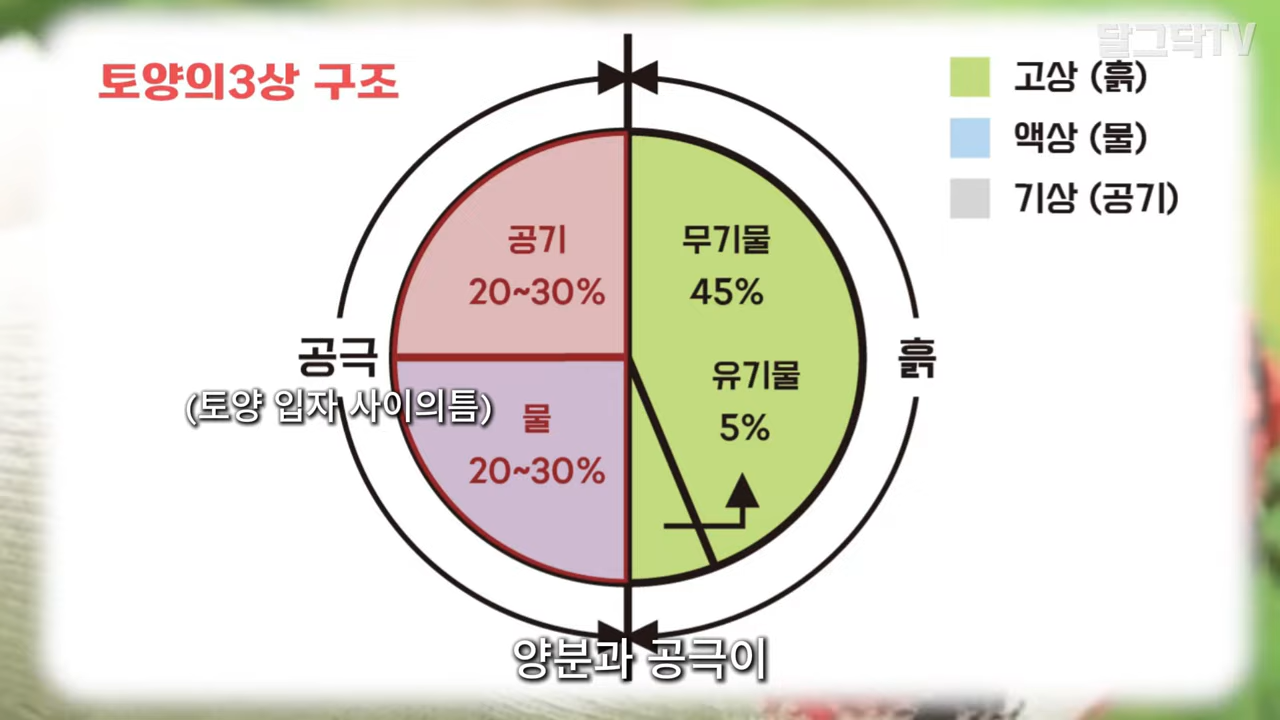 달그닥TV
토양의3상 구조
고상 (흙)
액상 (물)
기상 (공기)
공기
20~30%
무기물
45%
공극
(토양 입자 사이의틈)
흙
유기물
5%
물
20~30%
양분과 공극이